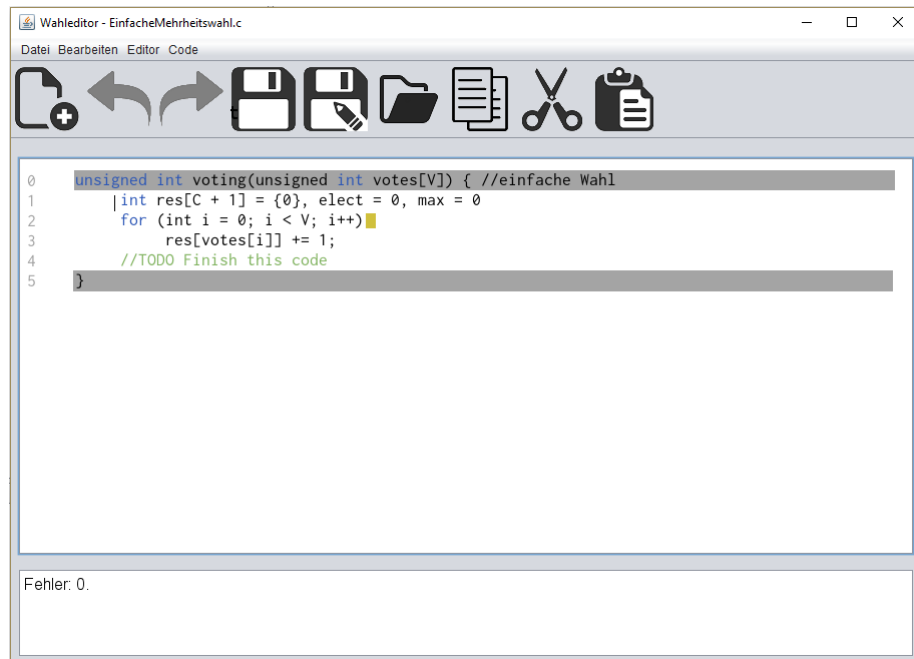 Wahleditor - EinfacheMehrheitswahl.c
Datei Bearbeiten Editor Code
0 unsigned int voting(unsigned int votes[V]) { //einfache Wahl
1 int res[C + 1] = {0}, elect = 0, max = 0
2 for (int i = 0; i < V; i++)
3 res[votes[i]] += 1;
4 //TODO Finish this code
5 }
Fehler: 0.